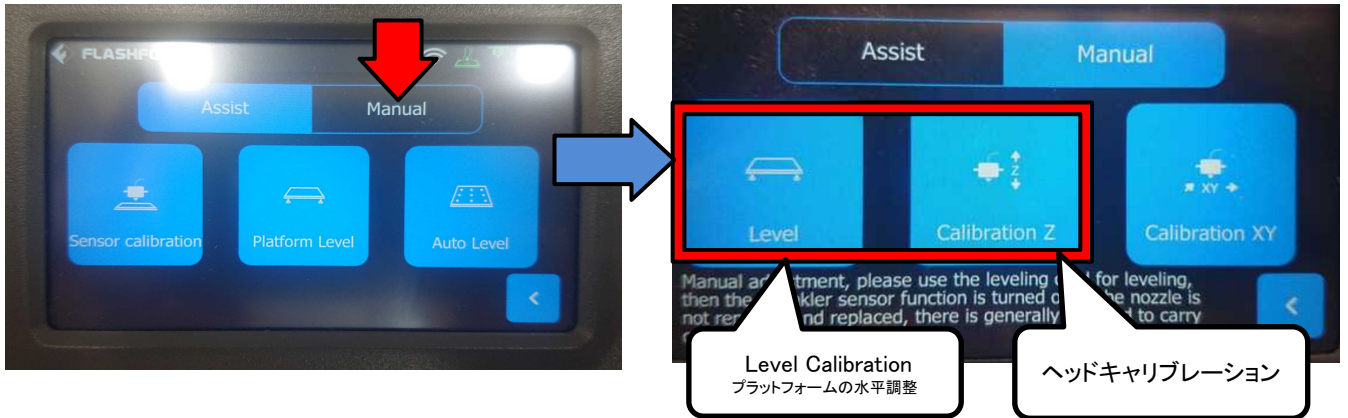 FLASHF
Assist
Manual
Sensor calibration
Platform Level
Auto Level
Assist
Manual
Level
Calibration Z
Calibration XY
Z
XY
Manual ad tment, please use the leveling c d for leveling,
then the kler sensor function is turned o he nozzle is
not re nd replaced, there is generally d to carry
Level Calibration
プラットフォームの水平調整
ヘッドキャリブレーション